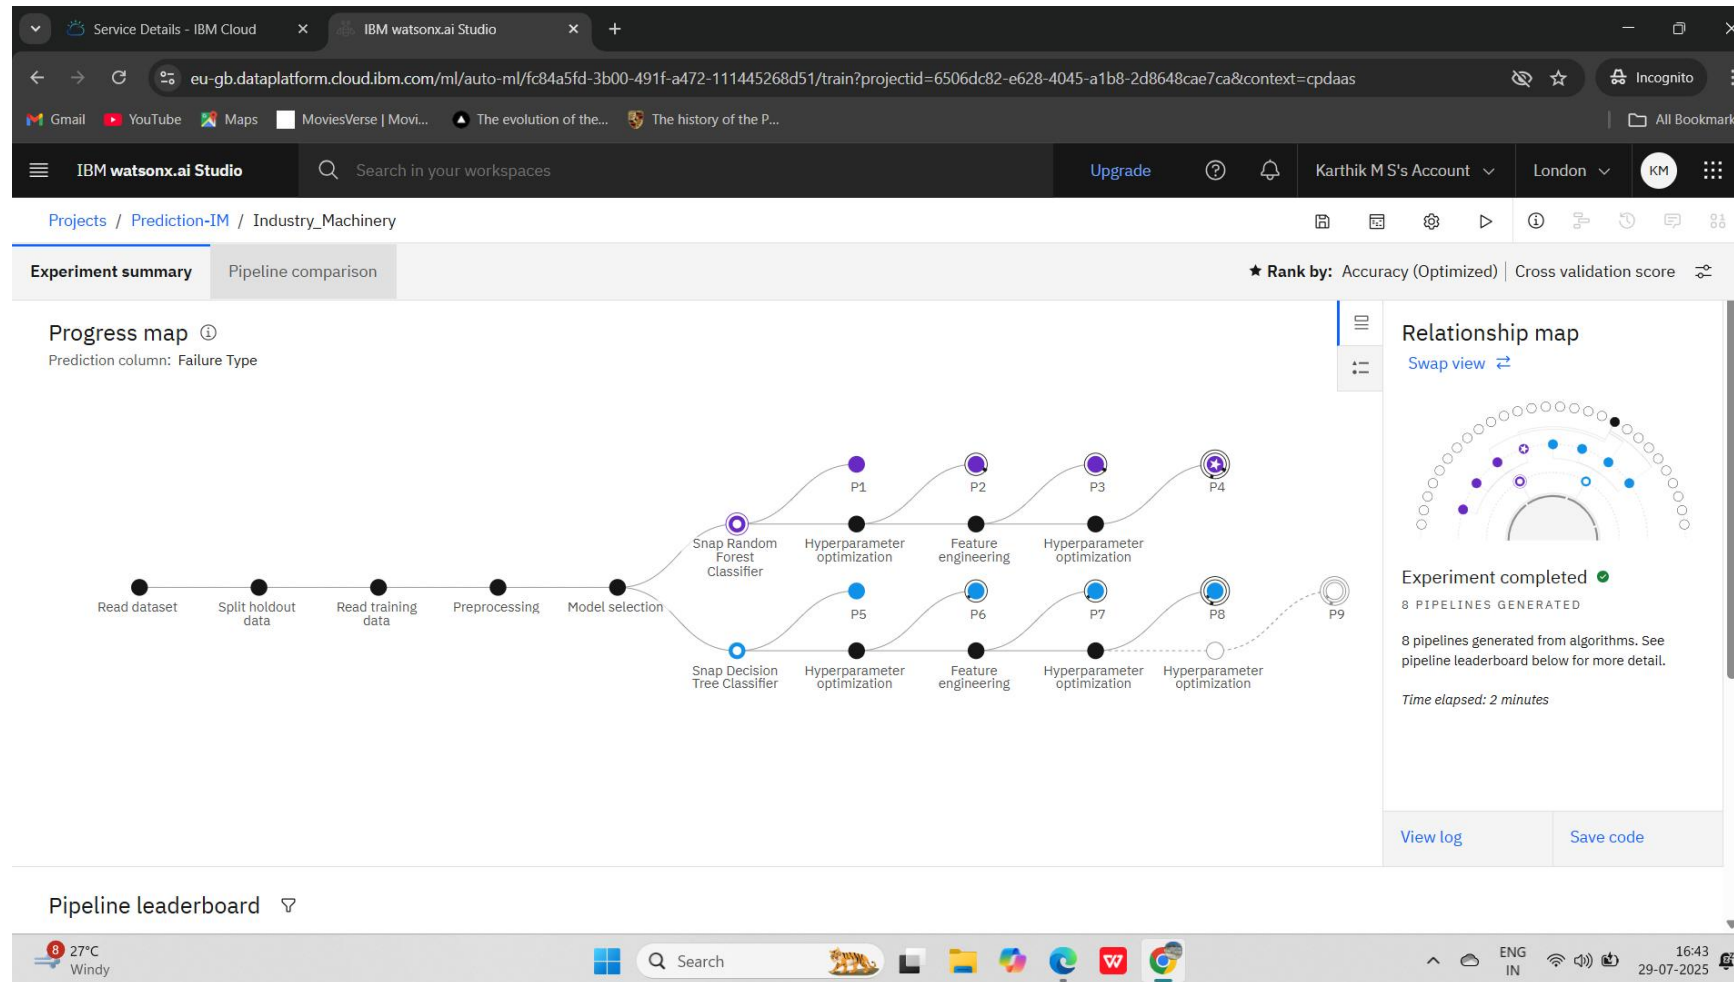 Service Details - IBM Cloud
IBM watsonx.ai Studio
eu-gb.dataplatform.cloud.ibm.com/ml/auto-ml/fc84a5fd-3b00-491f-a472-111445268d51/train?projectid=6506dc82-e628-4045-a1b8-2d8648cae7ca&context=cpdaas
Incognito
Gmail
YouTube
Maps
MoviesVerse | Movi...
The evolution of the...
The history of the P...
All Bookmark
IBM watsonx.ai Studio
Search in your workspaces
Upgrade
Karthik M S's Account
London
KM
Projects / Prediction-IM / Industry_Machinery
Experiment summary
Pipeline comparison
Rank by: Accuracy (Optimized) | Cross validation score
Progress map
Prediction column: Failure Type
P1
P2
P3
P4
Snap Random
Forest
Classifier
Hyperparameter
optimization
Feature
engineering
Hyperparameter
optimization
Read dataset
Split holdout
data
Read training
data
Preprocessing
Model selection
P5
P6
P7
P8
P9
Snap Decision
Tree Classifier
Hyperparameter
optimization
Feature
engineering
Hyperparameter
optimization
Hyperparameter
optimization
Relationship map
Swap view
Experiment completed
8 PIPELINES GENERATED
8 pipelines generated from algorithms. See
pipeline leaderboard below for more detail.
Time elapsed: 2 minutes
View log
Save code
Pipeline leaderboard
8
27°C
Windy
Search
ENG
IN
16:43
29-07-2025